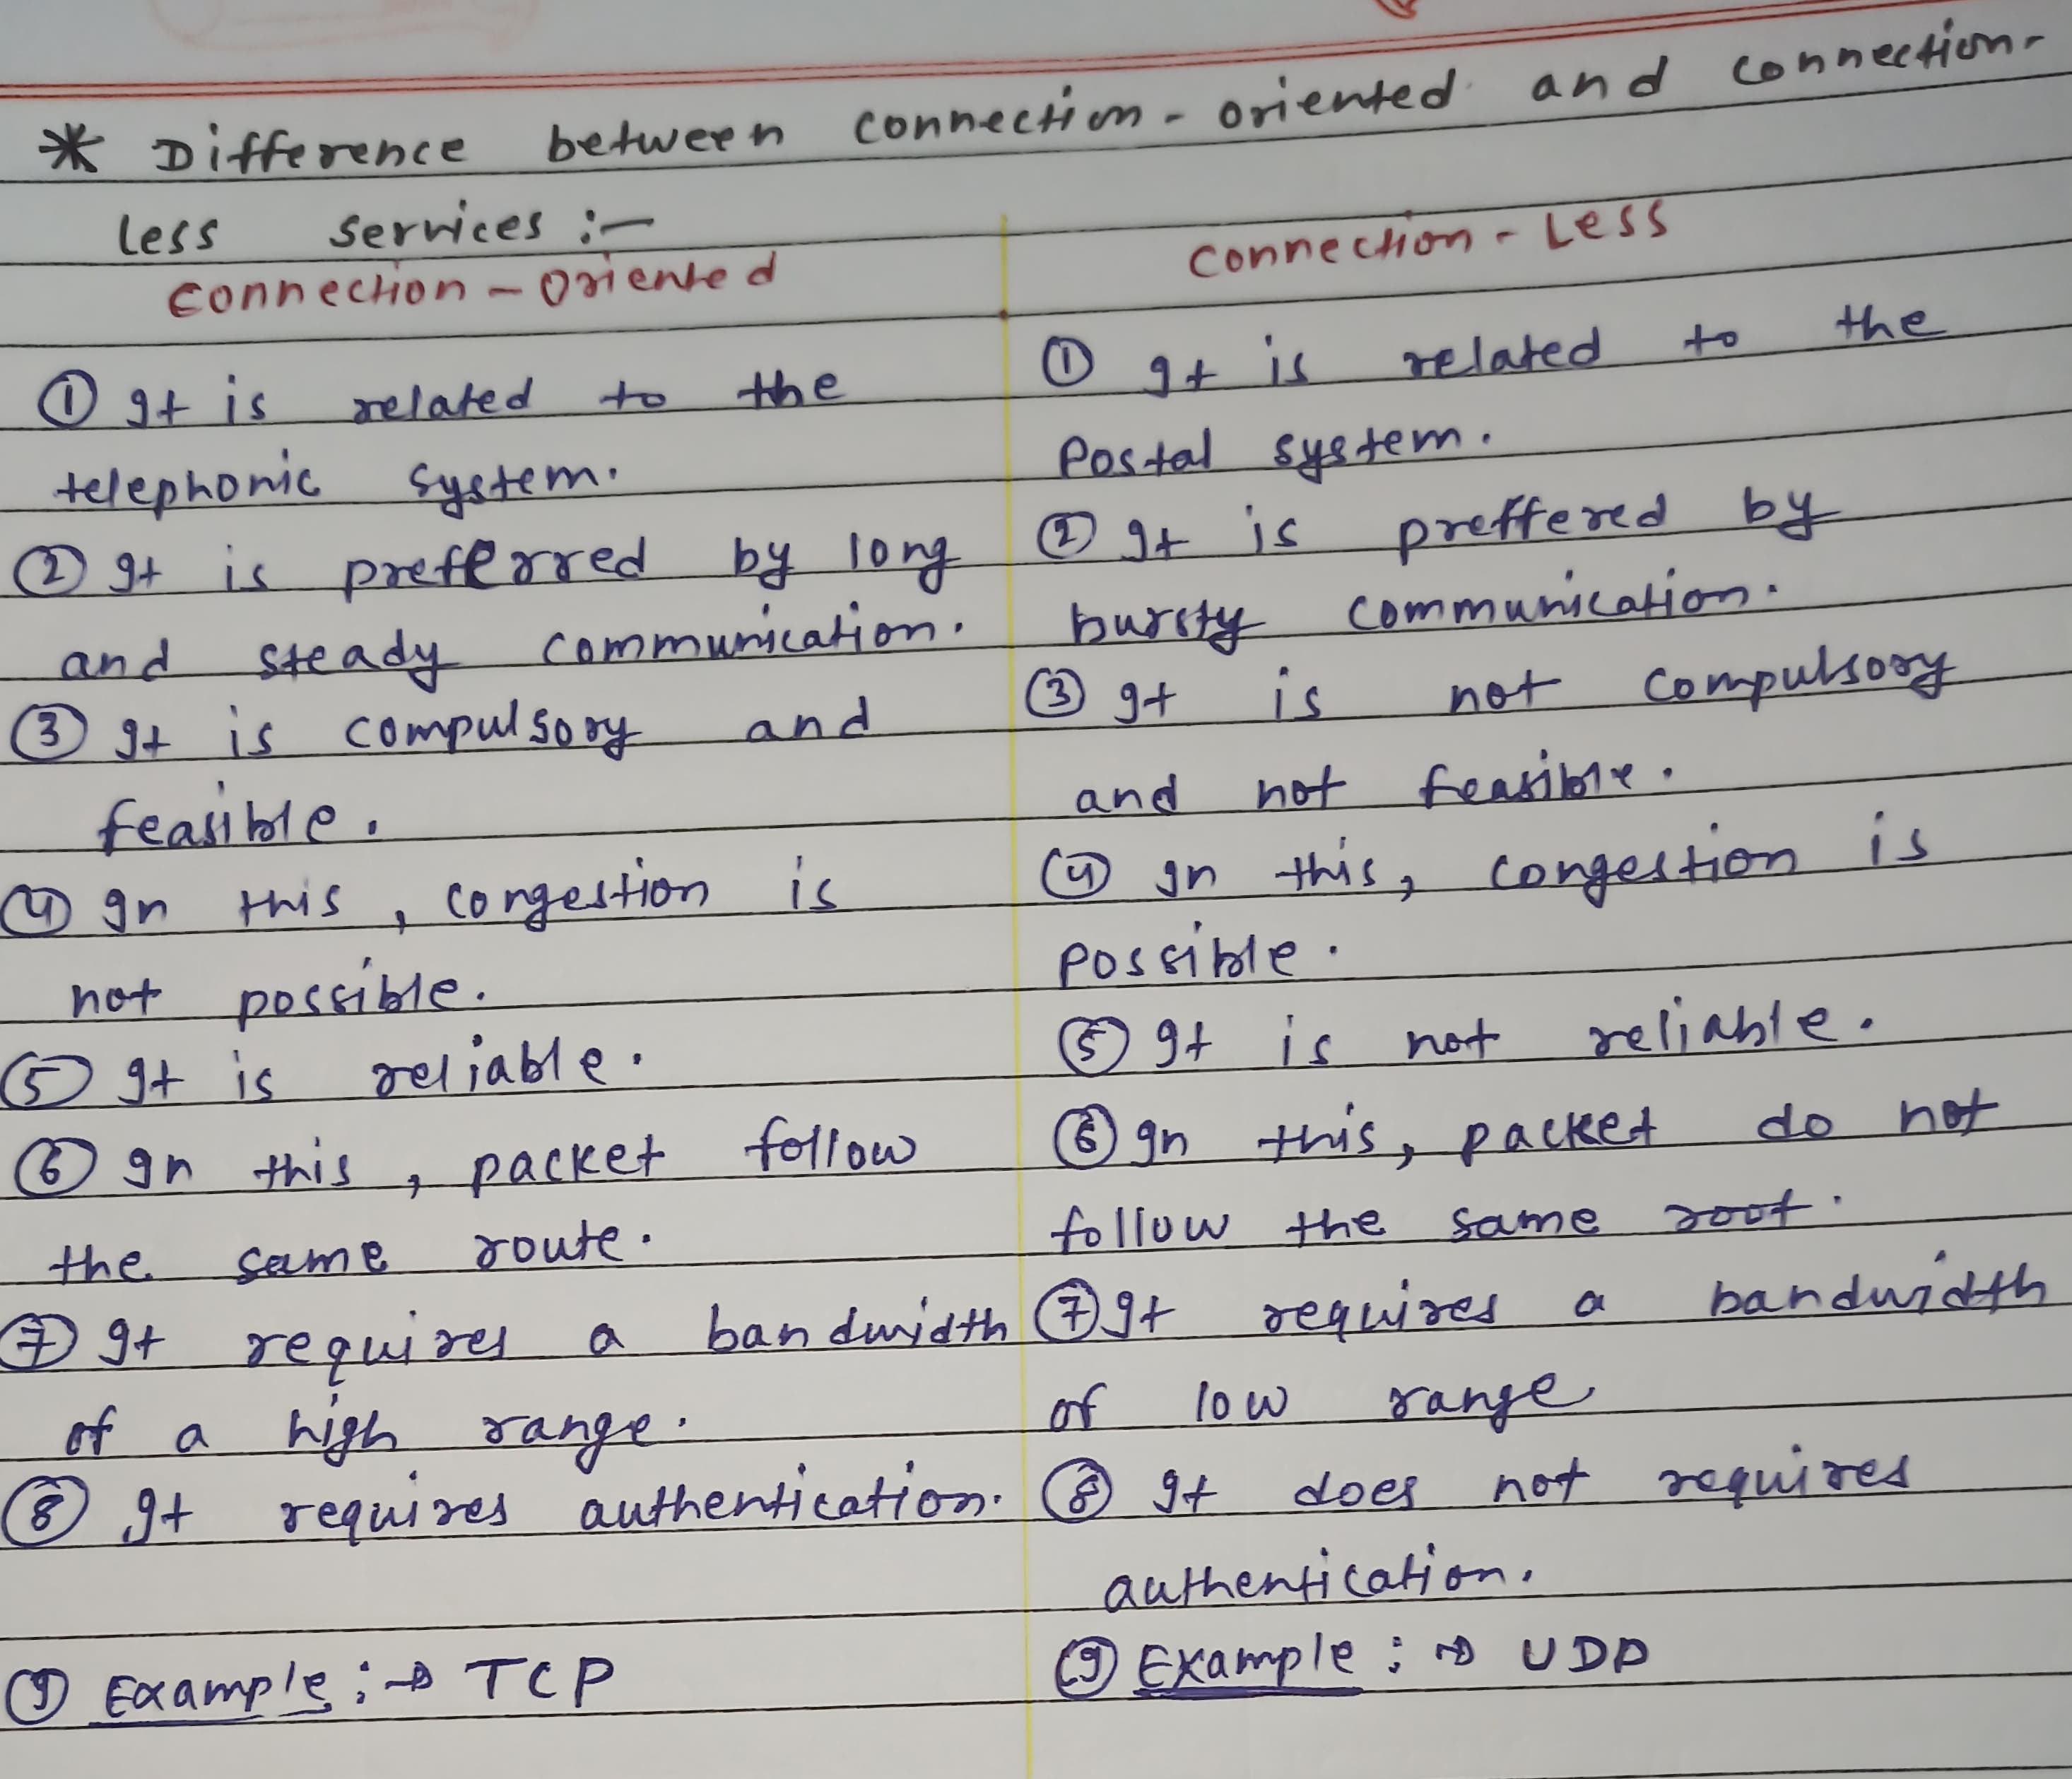 * Difference between connection-oriented and connection-
less services :-
Connection-Oriented
① It is related to the
telephonic system.
② It is prefferred by long
and steady communication.
③ It is compulsory and
feasible.
④ In this, congestion is
not possible.
⑤ It is reliable.
⑥ In this, packet follow
the same route.
⑦ It requires a bandwidth
of a high range.
⑧ It requires authentication.
⑨ Example :→ TCP
Connection-Less
① It is related to the
Postal system.
② It is preffered by
bursty communication.
③ It is not compulsory
and not feasible.
④ In this, congestion is
possible.
⑤ It is not reliable.
⑥ In this, packet do not
follow the same root.
⑦ It requires a bandwidth
of low range
⑧ It does not requires
authentication.
⑨ Example :→ UDP